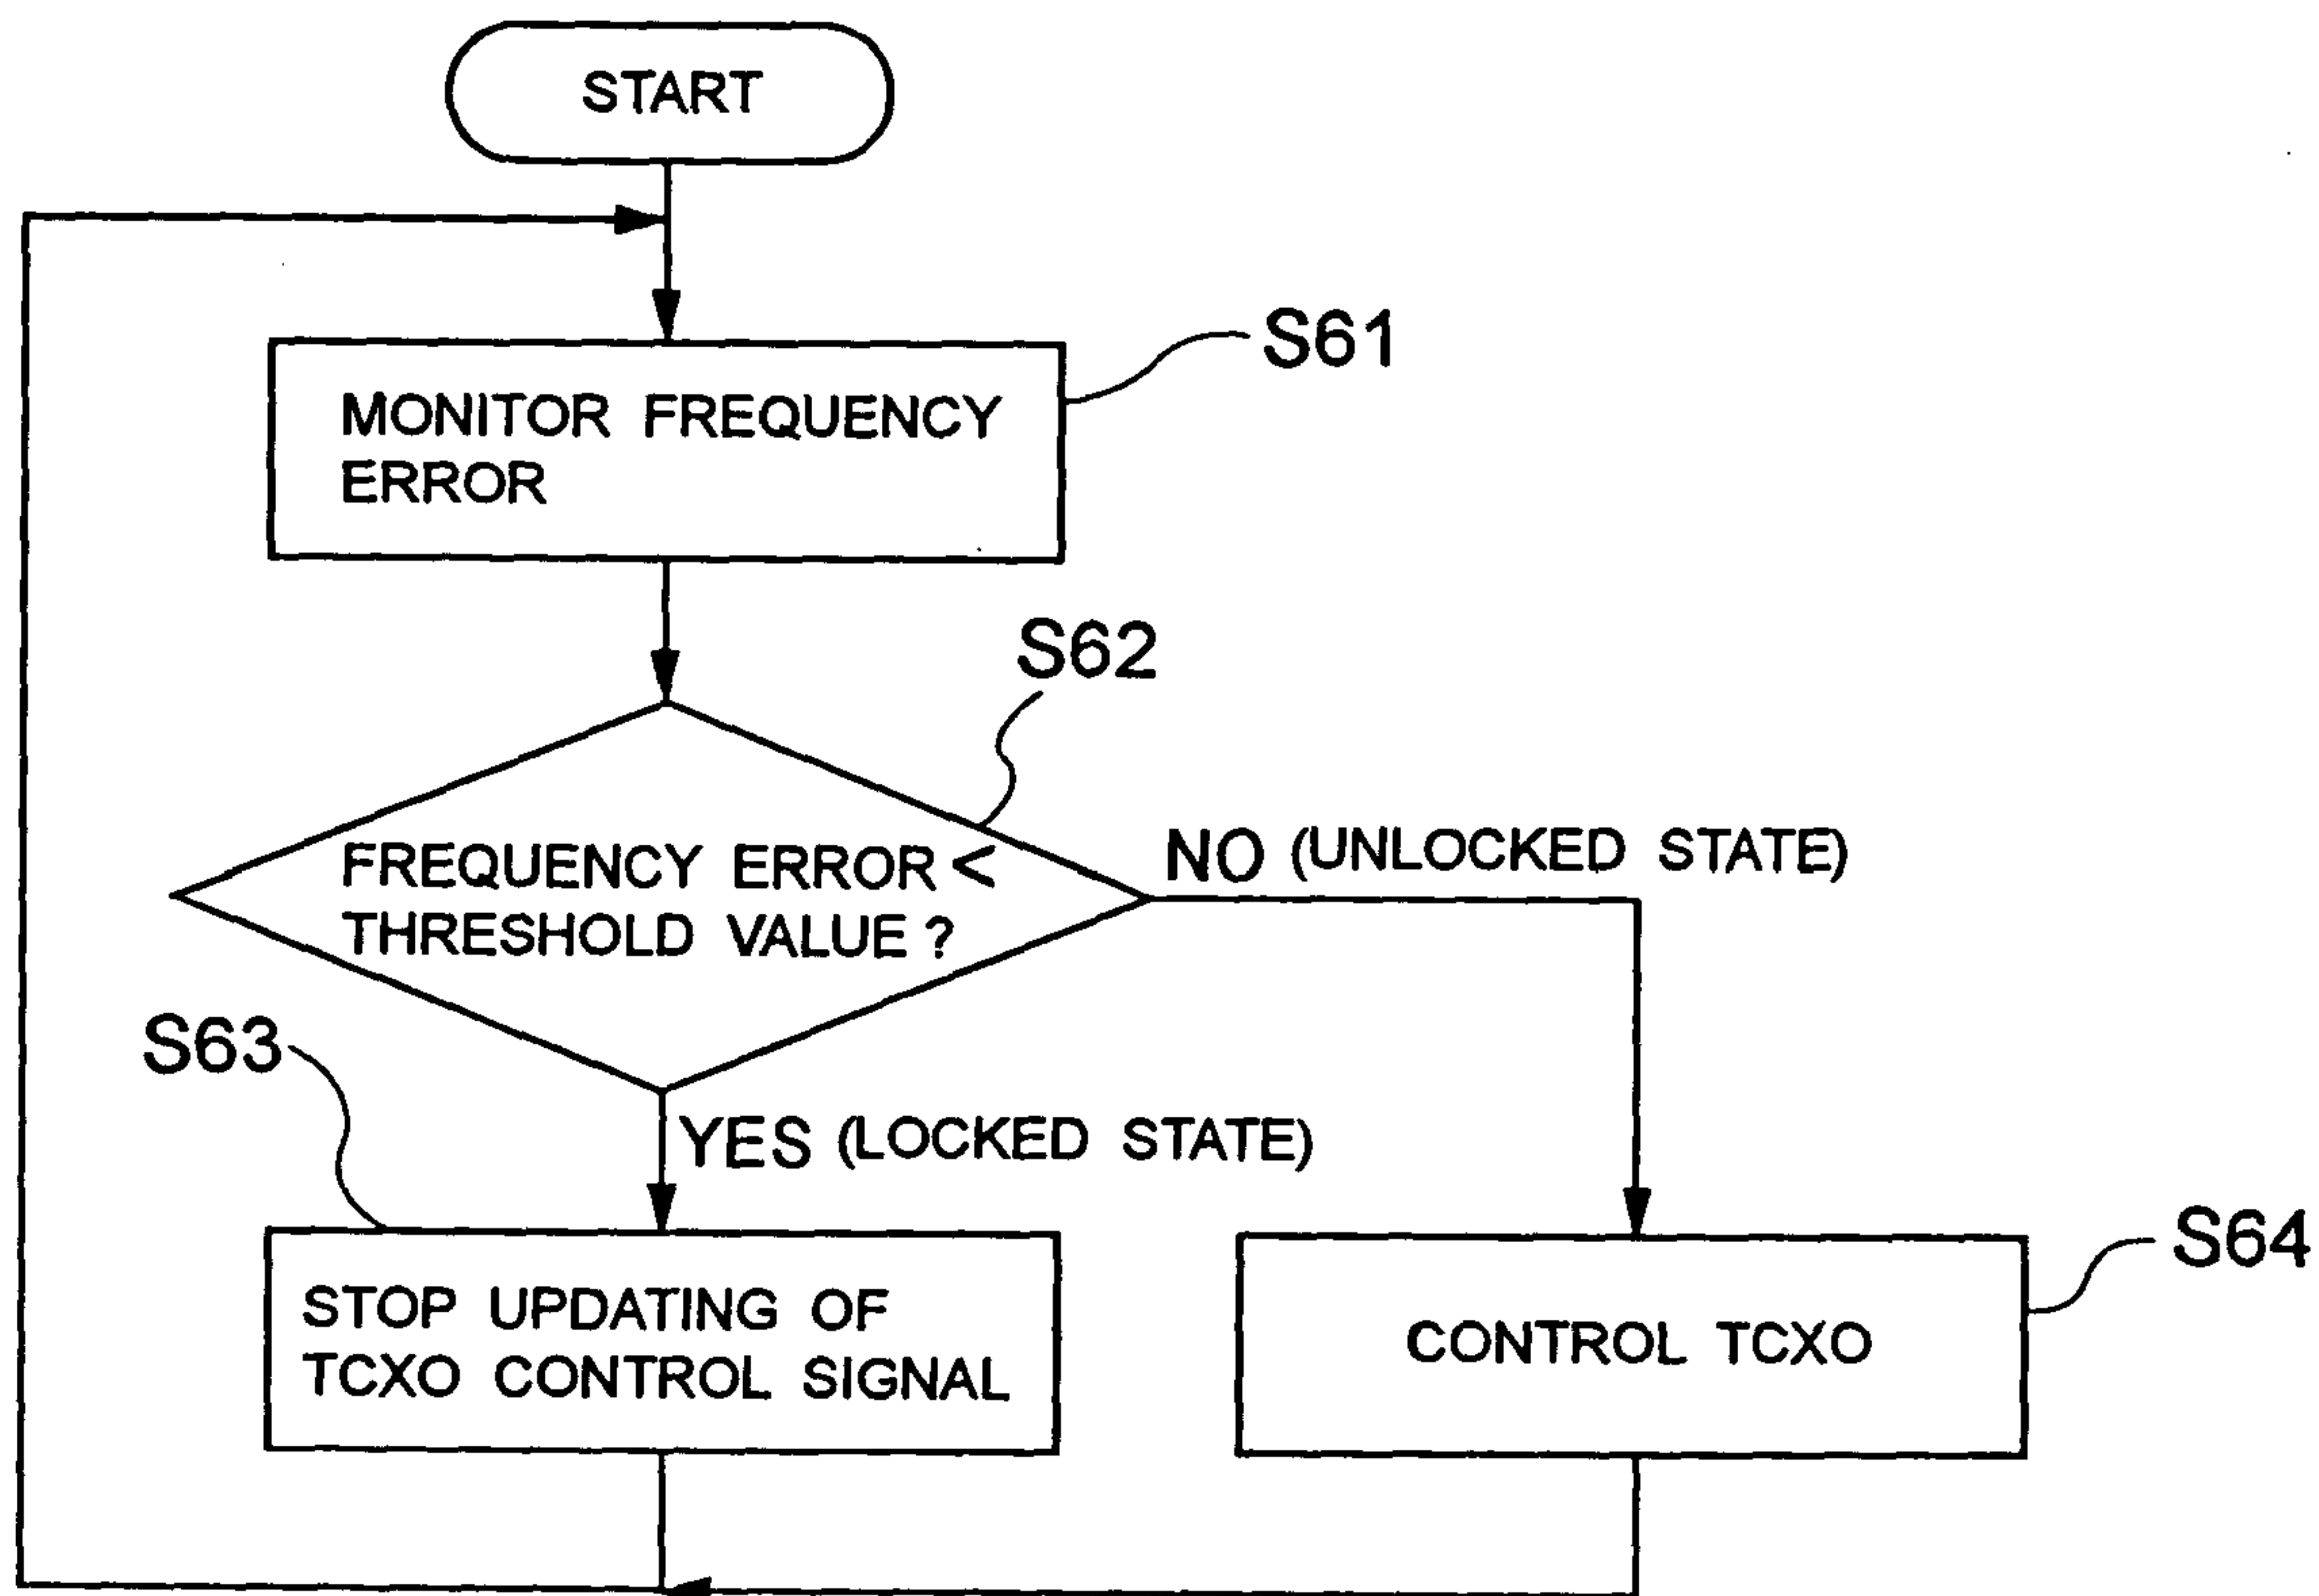 START
S61
MONITOR FREQUENCY
ERROR
S62
FREQUENCY ERROR <
THRESHOLD VALUE ?
NO (UNLOCKED STATE)
S63
YES (LOCKED STATE)
STOP UPDATING OF
TCXO CONTROL SIGNAL
S64
CONTROL TCXO